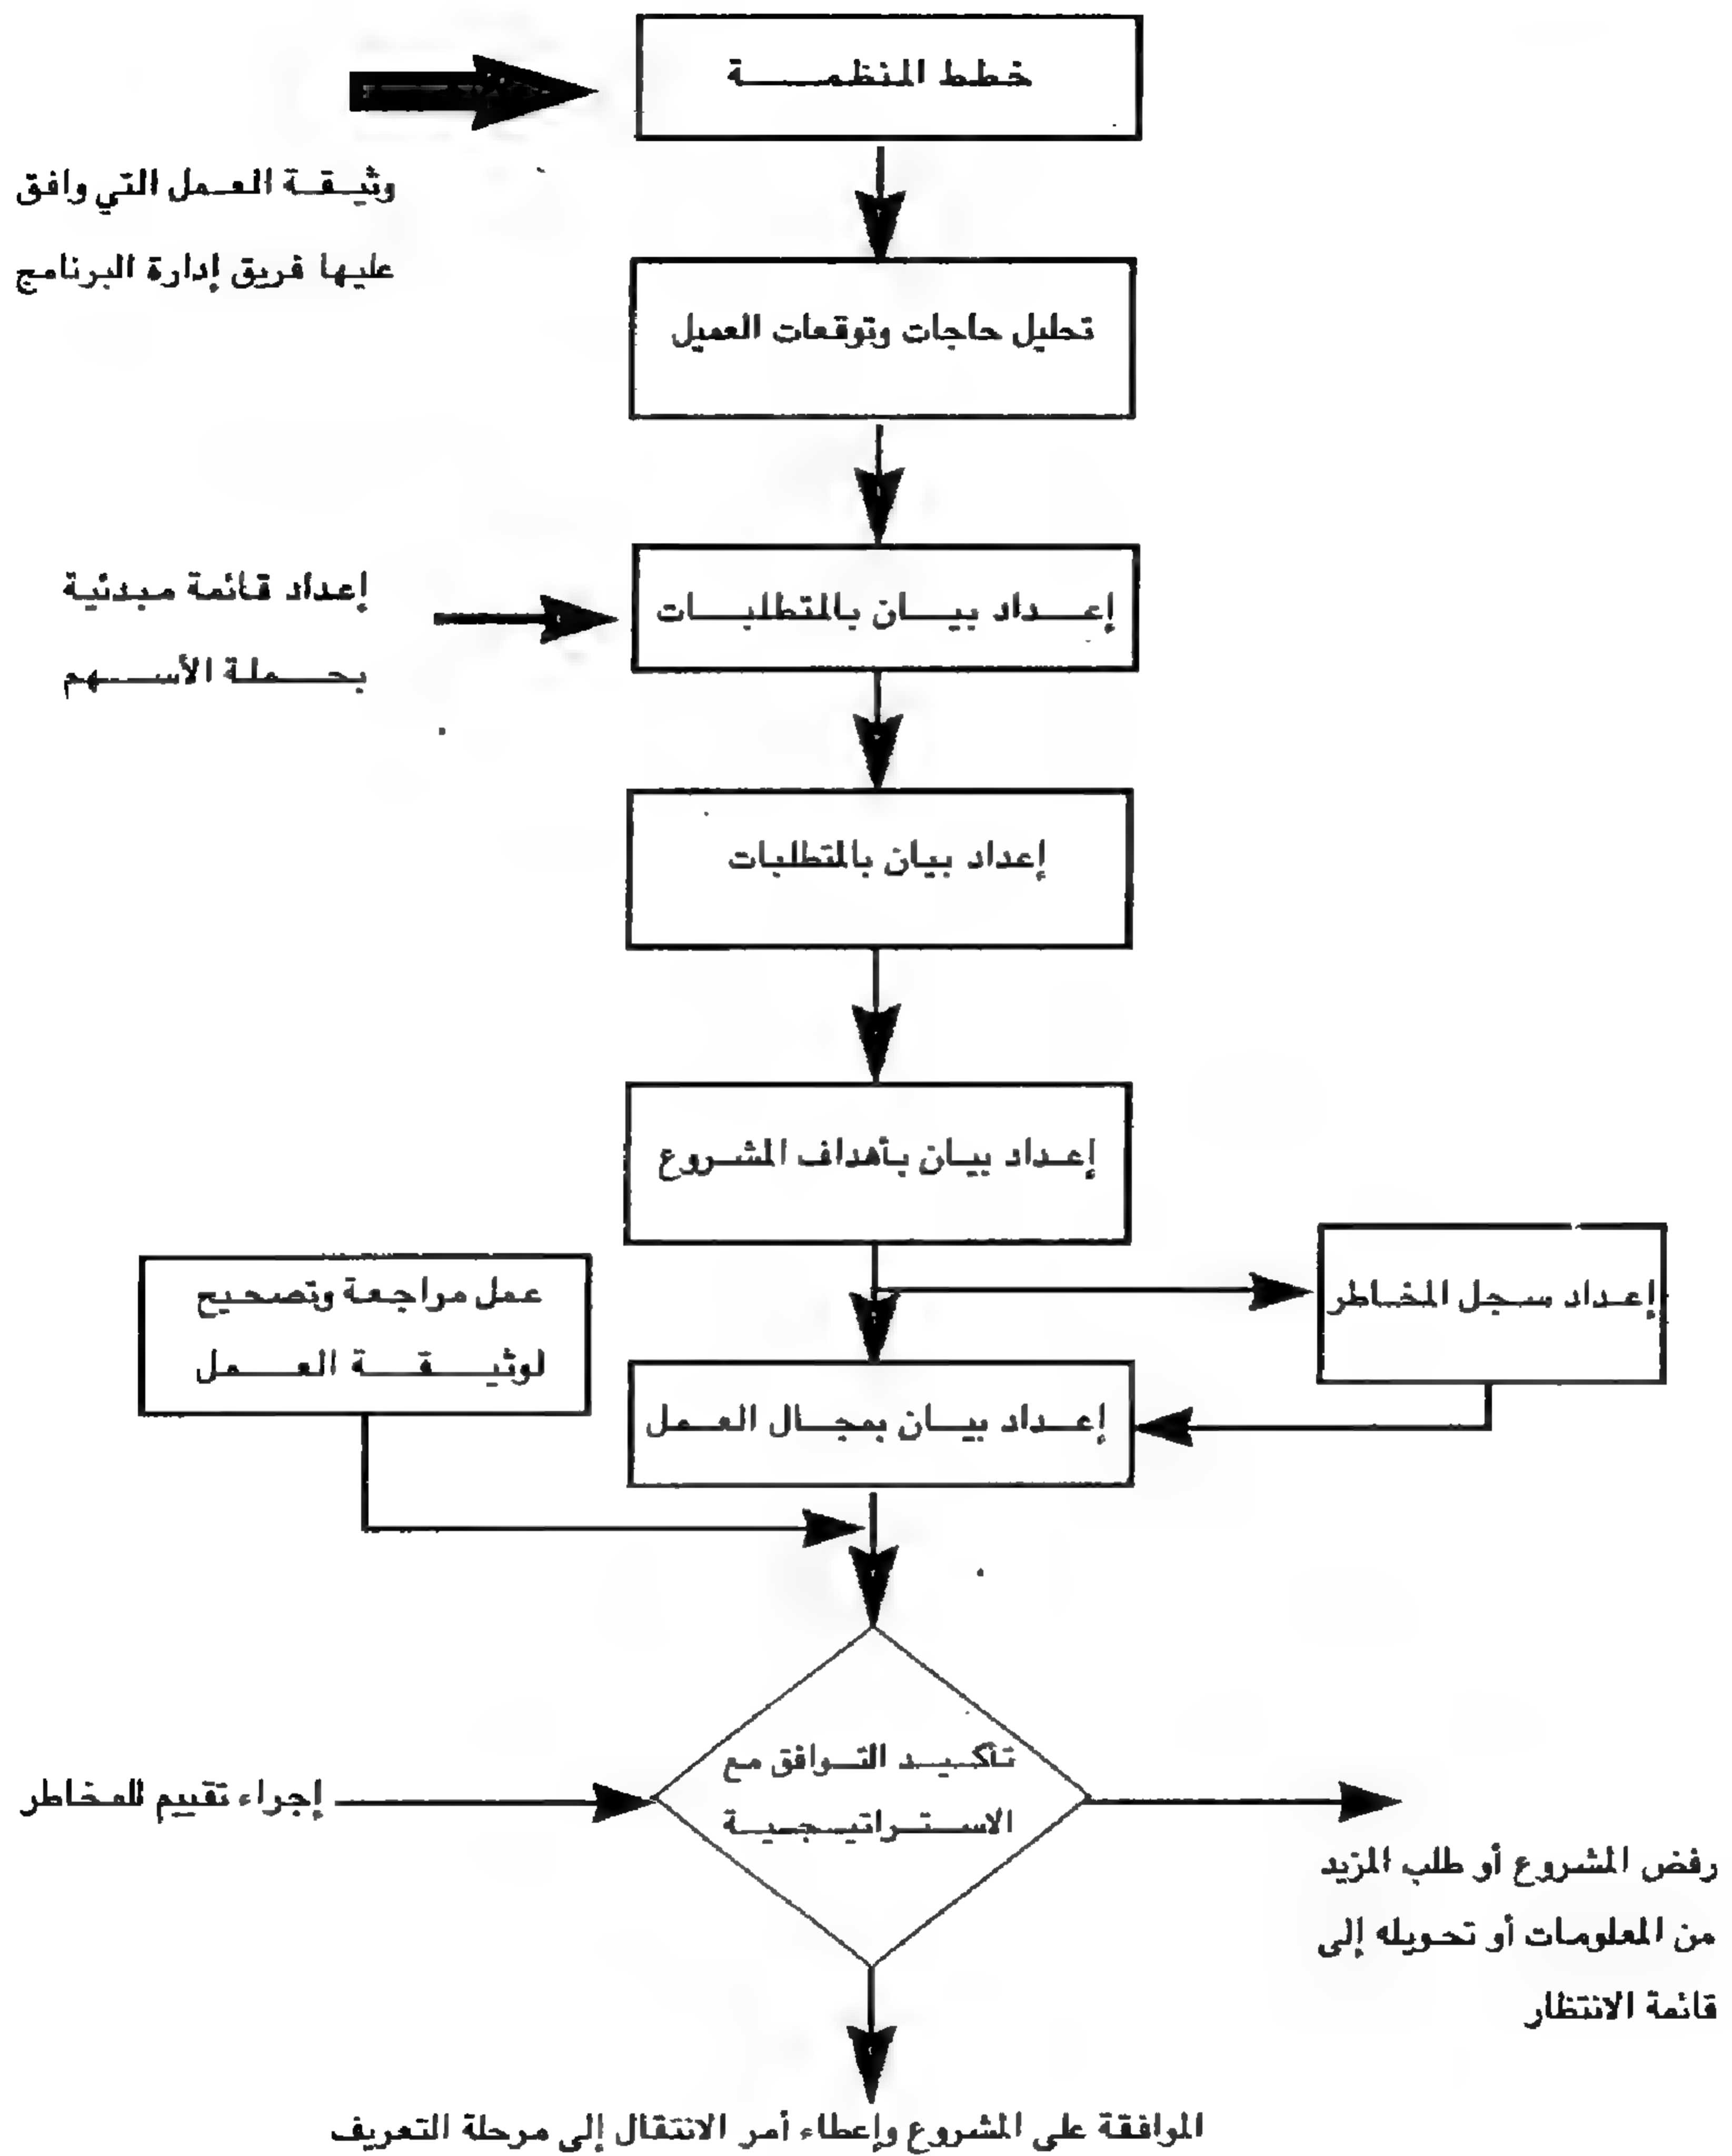 خطط المنظمة
وثيقة العمل التي وافق
عليها فريق إدارة البرنامج
تحليل حاجات وتوقعات العميل
إعداد قائمة مبدئية
بحملة الأسهم
إعداد بيان بالمتطلبات
إعداد بيان بالمتطلبات
إعداد بيان بأهداف المشروع
إعداد سجل المخاطر
عمل مراجعة وتصحيح
لوثيقة العمل
إعداد بيان بمجال العمل
تأكيد التوافق مع
الاستراتيجية
إجراء تقييم للمخاطر
رفض المشروع أو طلب المزيد
من المعلومات أو تحويله إلى
قائمة الانتظار
الموافقة على المشروع وإعطاء أمر الانتقال إلى مرحلة التعريف